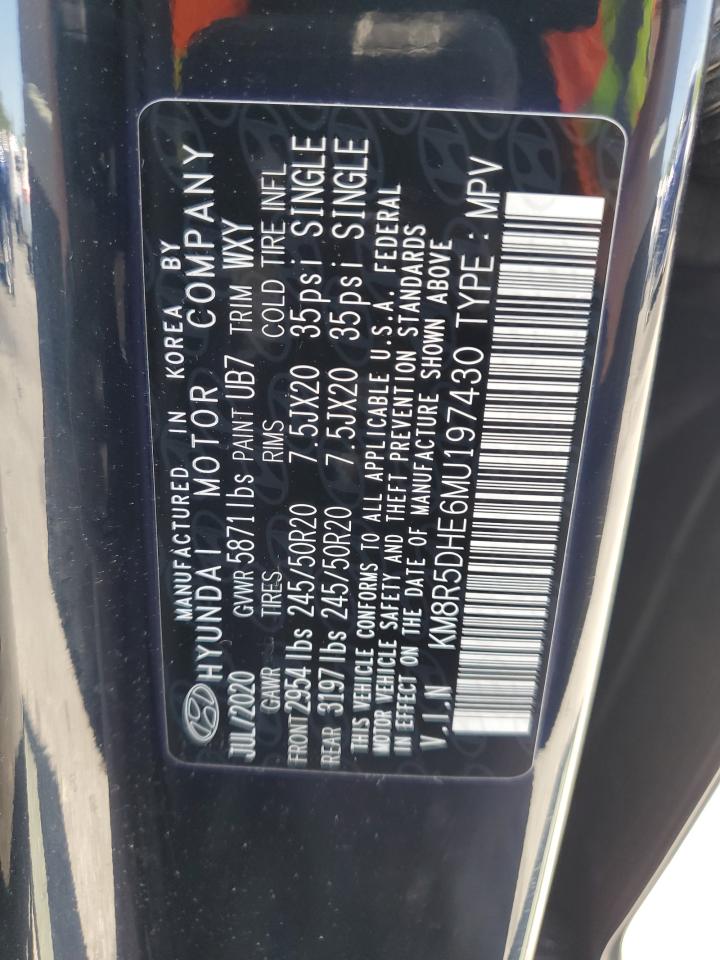 MANUFACTURED IN KOREA BY
HYUNDAI MOTOR COMPANY
JUL/2020 GVWR 5871 lbs PAINT UB7 TRIM WXY
GAWR TIRES RIMS COLD TIRE INFL
FRONT 2954 lbs 245/50R20 7.5JX20 35psi SINGLE
REAR 3197 lbs 245/50R20 7.5JX20 35psi SINGLE
THIS VEHICLE CONFORMS TO ALL APPLICABLE U.S.A. FEDERAL
MOTOR VEHICLE SAFETY AND THEFT PREVENTION STANDARDS
IN EFFECT ON THE DATE OF MANUFACTURE SHOWN ABOVE
V.I.N KM8R5DHE6MU197430 TYPE : MPV